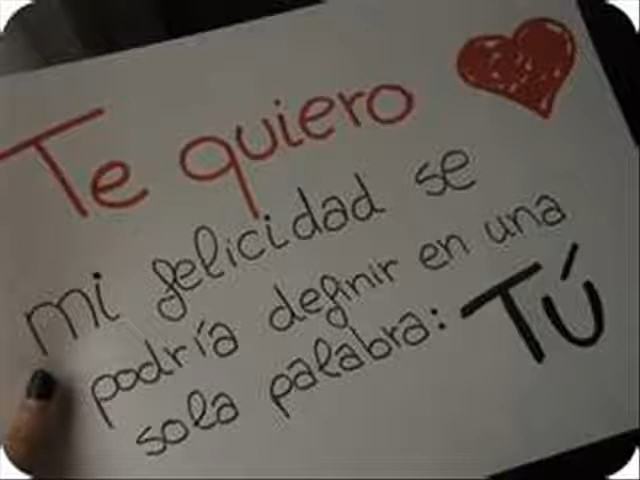 Te quiero
mi felicidad se
podría definir en una
sola palabra: Tú